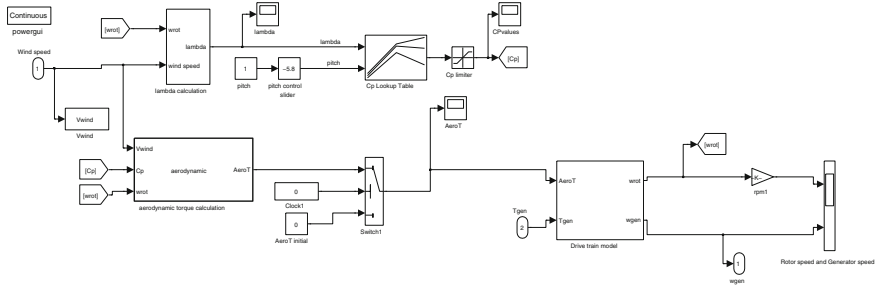 Continuous
powergui
[wrot]
wrot
lambda
wind speed
lambda calculation
lambda
lambda
pitch
1
pitch
-5.8
pitch control
slider
Cp Lookup Table
Cp limiter
CPvalues
[Cp]
Wind speed
1
Vwind
Vwind
AeroT
[Cp]
[wrot]
Vwind
Cp
wrot
aerodynamic
AeroT
aerodynamic torque calculation
0
Clock1
0
AeroT initial
Switch1
Tgen
2
AeroT
Tgen
wrot
wgen
Drive train model
[wrot]
-K-
rpm1
1
wgen
Rotor speed and Generator speed